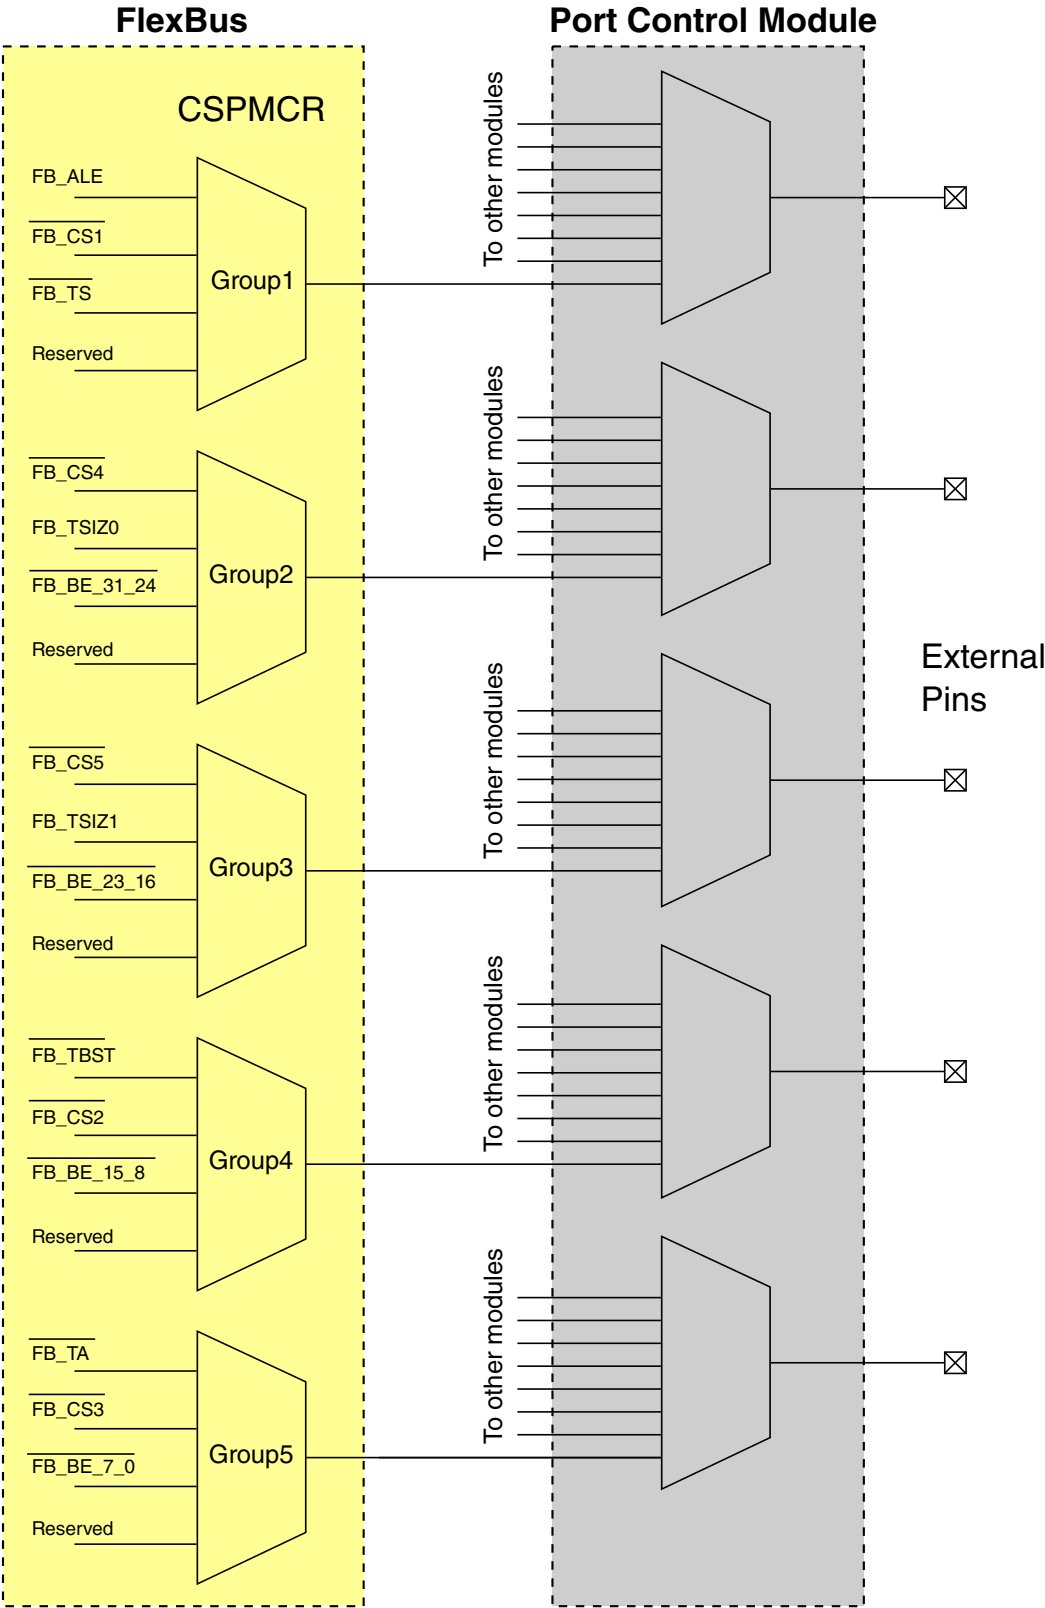 FlexBus
Port Control Module
CSPMCR
FB_ALE
FB_CS1
FB_TS
Reserved
Group1
To other modules
FB_CS4
FB_TSIZ0
FB_BE_31_24
Reserved
Group2
To other modules
External
Pins
FB_CS5
FB_TSIZ1
FB_BE_23_16
Reserved
Group3
To other modules
FB_TBST
FB_CS2
FB_BE_15_8
Reserved
Group4
To other modules
FB_TA
FB_CS3
FB_BE_7_0
Reserved
Group5
To other modules